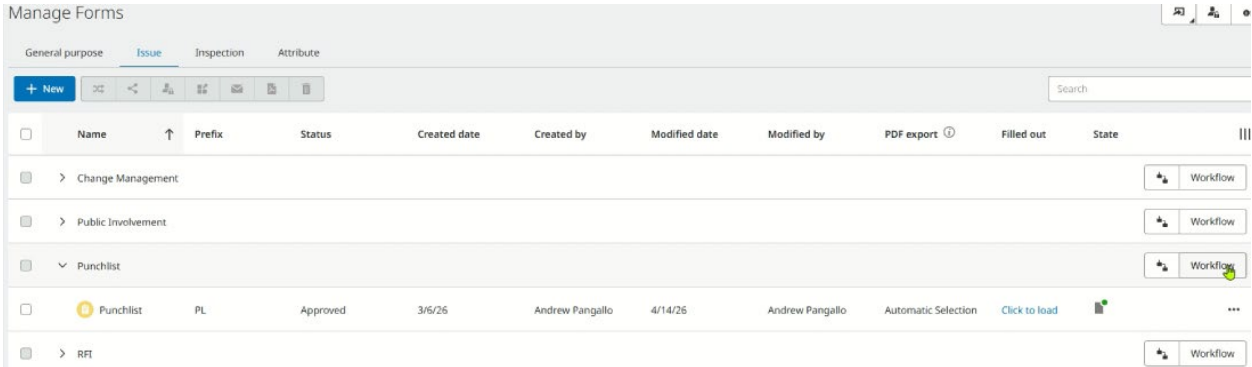 Manage Forms
General purpose Issue Inspection Attribute
+ New Search
Name ↑ Prefix Status Created date Created by Modified date Modified by PDF export Filled out State
Change Management Workflow
Public Involvement Workflow
Punchlist Workflow
Punchlist PL Approved 3/6/26 Andrew Pangallo 4/14/26 Andrew Pangallo Automatic Selection Click to load
RFI Workflow